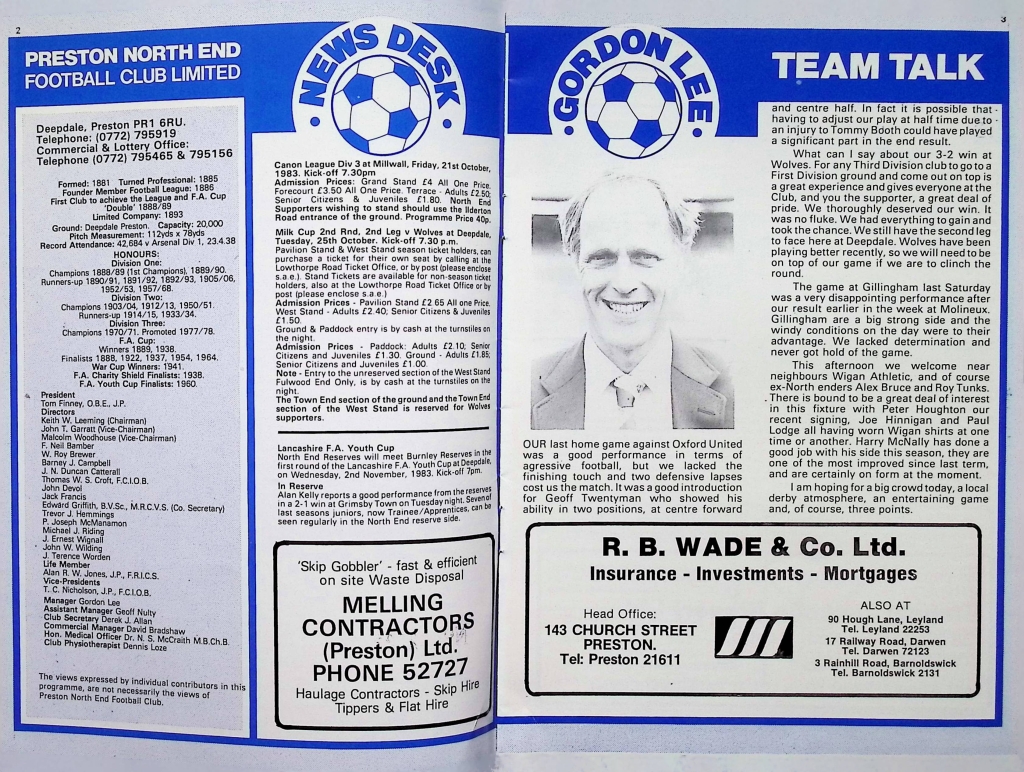 2
PRESTON NORTH END
FOOTBALL CLUB LIMITED
Deepdale, Preston PR1 6RU.
Telephone: (0772) 795919
Commercial & Lottery Office:
Telephone (0772) 795465 & 795156
Formed: 1881 Turned Professional: 1885
Founder Member Football League: 1886
First Club to achieve the League and F.A. Cup
'Double' 1888/89
Limited Company: 1893
Ground: Deepdale Preston. Capacity: 20,000
Pitch Measurement: 112yds x 78yds
Record Attendance: 42,684 v Arsenal Div 1, 23.4.38
HONOURS:
Division One:
Champions 1888/89 (1st Champions), 1889/90.
Runners-up 1890/91, 1891/92, 1892/93, 1905/06,
1952/53, 1957/68.
Division Two:
Champions 1903/04, 1912/13, 1950/51.
Runners-up 1914/15, 1933/34.
Division Three:
Champions 1970/71. Promoted 1977/78.
F.A. Cup:
Winners 1889, 1938.
Finalists 1888, 1922, 1937, 1954, 1964.
War Cup Winners: 1941.
F.A. Charity Shield Finalists: 1938.
F.A. Youth Cup Finalists: 1960.
President
Tom Finney, O.B.E., J.P.
Directors
Keith W. Leeming (Chairman)
John T. Garratt (Vice-Chairman)
Malcolm Woodhouse (Vice-Chairman)
F. Neil Bamber
W. Roy Brewer
Barney J. Campbell
J. N. Duncan Catterall
Thomas W. S. Croft, F.C.I.O.B.
John Devol
Jack Francis
Edward Griffith, B.V.Sc., M.R.C.V.S. (Co. Secretary)
Trevor J. Hemmings
P. Joseph McManamon
Michael J. Riding
J. Ernest Wignall
John W. Wilding
J. Terence Worden
Life Member
Alan R. W. Jones, J.P., F.R.I.C.S.
Vice-Presidents
T. C. Nicholson, J.P., F.C.I.O.B.
Manager Gordon Lee
Assistant Manager Geoff Nulty
Club Secretary Derek J. Allan
Commercial Manager David Bradshaw
Hon. Medical Officer Dr. N. S. McCraith M.B.Ch.B.
Club Physiotherapist Dennis Loze
The views expressed by individual contributors in this
programme, are not necessarily the views of
Preston North End Football Club.
• NEWS DESK •
Canon League Div 3 at Millwall, Friday, 21st October,
1983. Kick-off 7.30pm
Admission Prices: Grand Stand £4 All One Price.
Forecourt £3.50 All One Price. Terrace - Adults £2.50,
Senior Citizens & Juveniles £1.80. North End
Supporters wishing to stand should use the Ilderton
Road entrance of the ground. Programme Price 40p.
Milk Cup 2nd Rnd, 2nd Leg v Wolves at Deepdale,
Tuesday, 25th October. Kick-off 7.30 p.m.
Pavilion Stand & West Stand season ticket holders, can
purchase a ticket for their own seat by calling at the
Lowthorpe Road Ticket Office, or by post (please enclose
s.a.e.). Stand Tickets are available for non-season ticket
holders, also at the Lowthorpe Road Ticket Office or by
post (please enclose s.a.e)
Admission Prices - Pavilion Stand £2.65 All one Price,
West Stand - Adults £2.40; Senior Citizens & Juveniles
£1.50.
Ground & Paddock entry is by cash at the turnstiles on
the night.
Admission Prices - Paddock: Adults £2.10; Senior
Citizens and Juveniles £1.30. Ground - Adults £1.85;
Senior Citizens and Juveniles £1.00.
Note - Entry to the unreserved section of the West Stand
Fulwood End Only, is by cash at the turnstiles on the
night.
The Town End section of the ground and the Town End
section of the West Stand is reserved for Wolves
supporters.
Lancashire F.A. Youth Cup
North End Reserves will meet Burnley Reserves in the
first round of the Lancashire F.A. Youth Cup at Deepdale,
on Wednesday, 2nd November, 1983. Kick-off 7pm.
In Reserve
Alan Kelly reports a good performance from the reserves
in a 2-1 win at Grimsby Town on Tuesday night. Seven of
last seasons juniors, now Trainee/Apprentices, can be
seen regularly in the North End reserve side.
'Skip Gobbler' - fast & efficient
on site Waste Disposal
MELLING
CONTRACTORS
(Preston) Ltd.
PHONE 52727
Haulage Contractors - Skip Hire
Tippers & Flat Hire
3
• GORDON LEE •
TEAM TALK
OUR last home game against Oxford United
was a good performance in terms of
agressive football, but we lacked the
finishing touch and two defensive lapses
cost us the match. It was a good introduction
for Geoff Twentyman who showed his
ability in two positions, at centre forward
and centre half. In fact it is possible that
having to adjust our play at half time due to
an injury to Tommy Booth could have played
a significant part in the end result.
What can I say about our 3-2 win at
Wolves. For any Third Division club to go to a
First Division ground and come out on top is
a great experience and gives everyone at the
Club, and you the supporter, a great deal of
pride. We thoroughly deserved our win. It
was no fluke. We had everything to gain and
took the chance. We still have the second leg
to face here at Deepdale. Wolves have been
playing better recently, so we will need to be
on top of our game if we are to clinch the
round.
The game at Gillingham last Saturday
was a very disappointing performance after
our result earlier in the week at Molineux.
Gillingham are a big strong side and the
windy conditions on the day were to their
advantage. We lacked determination and
never got hold of the game.
This afternoon we welcome near
neighbours Wigan Athletic, and of course
ex-North enders Alex Bruce and Roy Tunks.
There is bound to be a great deal of interest
in this fixture with Peter Houghton our
recent signing, Joe Hinnigan and Paul
Lodge all having worn Wigan shirts at one
time or another. Harry McNally has done a
good job with his side this season, they are
one of the most improved since last term,
and are certainly on form at the moment.
I am hoping for a big crowd today, a local
derby atmosphere, an entertaining game
and, of course, three points.
R. B. WADE & Co. Ltd.
Insurance - Investments - Mortgages
Head Office:
143 CHURCH STREET
PRESTON.
Tel: Preston 21611
ALSO AT
90 Hough Lane, Leyland
Tel. Leyland 22253
17 Railway Road, Darwen
Tel. Darwen 72123
3 Rainhill Road, Barnoldswick
Tel. Barnoldswick 2131